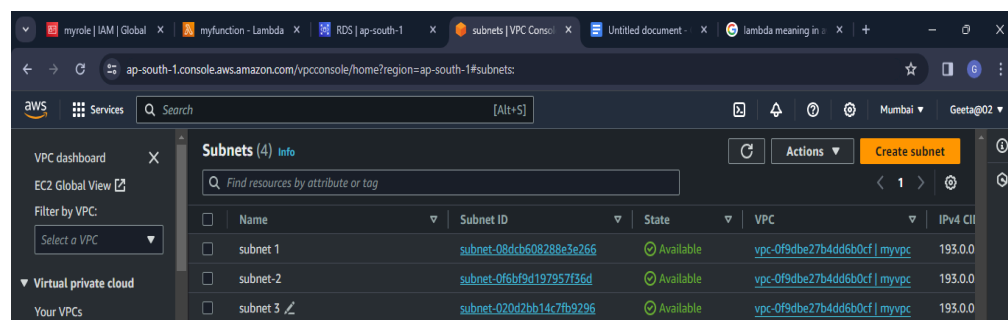 myrole | IAM | Global
myfunction - Lambda
RDS | ap-south-1
subnets | VPC Consol
Untitled document -
lambda meaning in a
ap-south-1.console.aws.amazon.com/vpcconsole/home?region=ap-south-1#subnets:
G
aws
Services
Search
[Alt+S]
Mumbai
Geeta@02
VPC dashboard
EC2 Global View
Filter by VPC:
Select a VPC
Virtual private cloud
Your VPCs
Subnets (4) Info
Actions
Create subnet
Find resources by attribute or tag
1
Name Subnet ID State VPC IPv4 CI
subnet 1 subnet-08dcb608288e3e266 Available vpc-0f9dbe27b4dd6b0cf | myvpc 193.0.0
subnet-2 subnet-0f6bf9d197957f36d Available vpc-0f9dbe27b4dd6b0cf | myvpc 193.0.0
subnet 3 subnet-020d2bb14c7fb9296 Available vpc-0f9dbe27b4dd6b0cf | myvpc 193.0.0